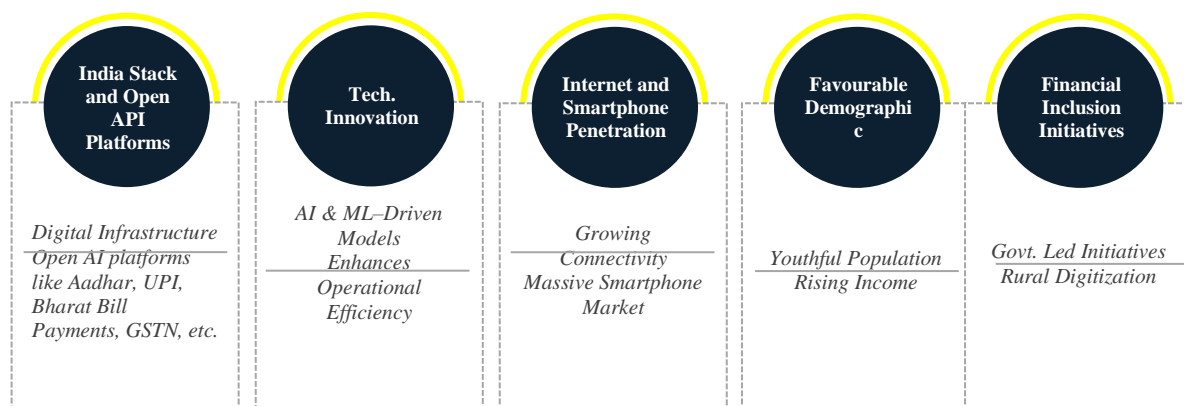 India Stack
and Open
API
Platforms
Digital Infrastructure
Open AI platforms
like Aadhar, UPI,
Bharat Bill
Payments, GSTN, etc.
Tech.
Innovation
AI & ML–Driven
Models
Enhances
Operational
Efficiency
Internet and
Smartphone
Penetration
Growing
Connectivity
Massive Smartphone
Market
Favourable
Demographi
c
Youthful Population
Rising Income
Financial
Inclusion
Initiatives
Govt. Led Initiatives
Rural Digitization